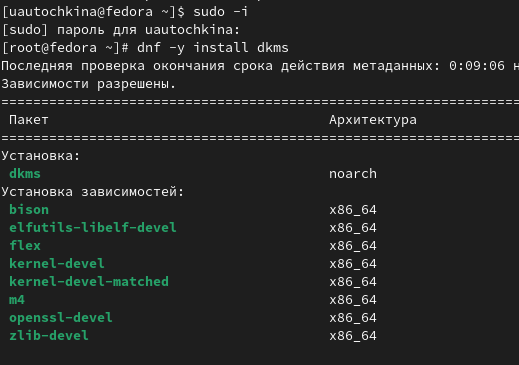 [uautochkina@fedora ~]$ sudo -i
[sudo] пароль для uautochkina:
[root@fedora ~]# dnf -y install dkms
Последняя проверка окончания срока действия метаданных: 0:09:06 н
Зависимости разрешены.
================================================================
Пакет Архитектура
================================================================
Установка:
dkms noarch
Установка зависимостей:
bison x86_64
elfutils-libelf-devel x86_64
flex x86_64
kernel-devel x86_64
kernel-devel-matched x86_64
m4 x86_64
openssl-devel x86_64
zlib-devel x86_64